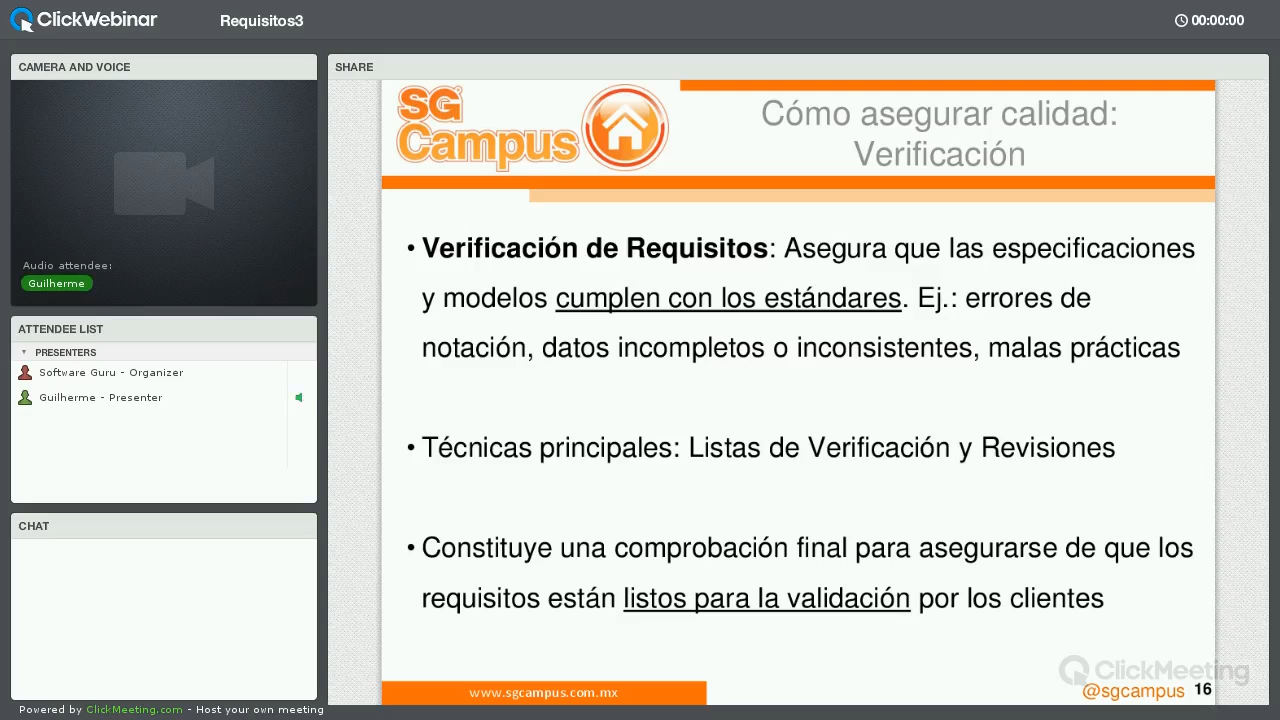 ClickWebinar
Requisitos3
00:00:00
CAMERA AND VOICE
Audio attendee:
Guilherme
ATTENDEE LIST
PRESENTERS
Software Guru - Organizer
Guilherme - Presenter
CHAT
Powered by ClickMeeting.com - Host your own meeting
SHARE
SG
Campus
Cómo asegurar calidad:
Verificación
• Verificación de Requisitos: Asegura que las especificaciones
y modelos cumplen con los estándares. Ej.: errores de
notación, datos incompletos o inconsistentes, malas prácticas
• Técnicas principales: Listas de Verificación y Revisiones
• Constituye una comprobación final para asegurarse de que los
requisitos están listos para la validación por los clientes
ClickMeeting
www.sgcampus.com.mx
@sgcampus 16